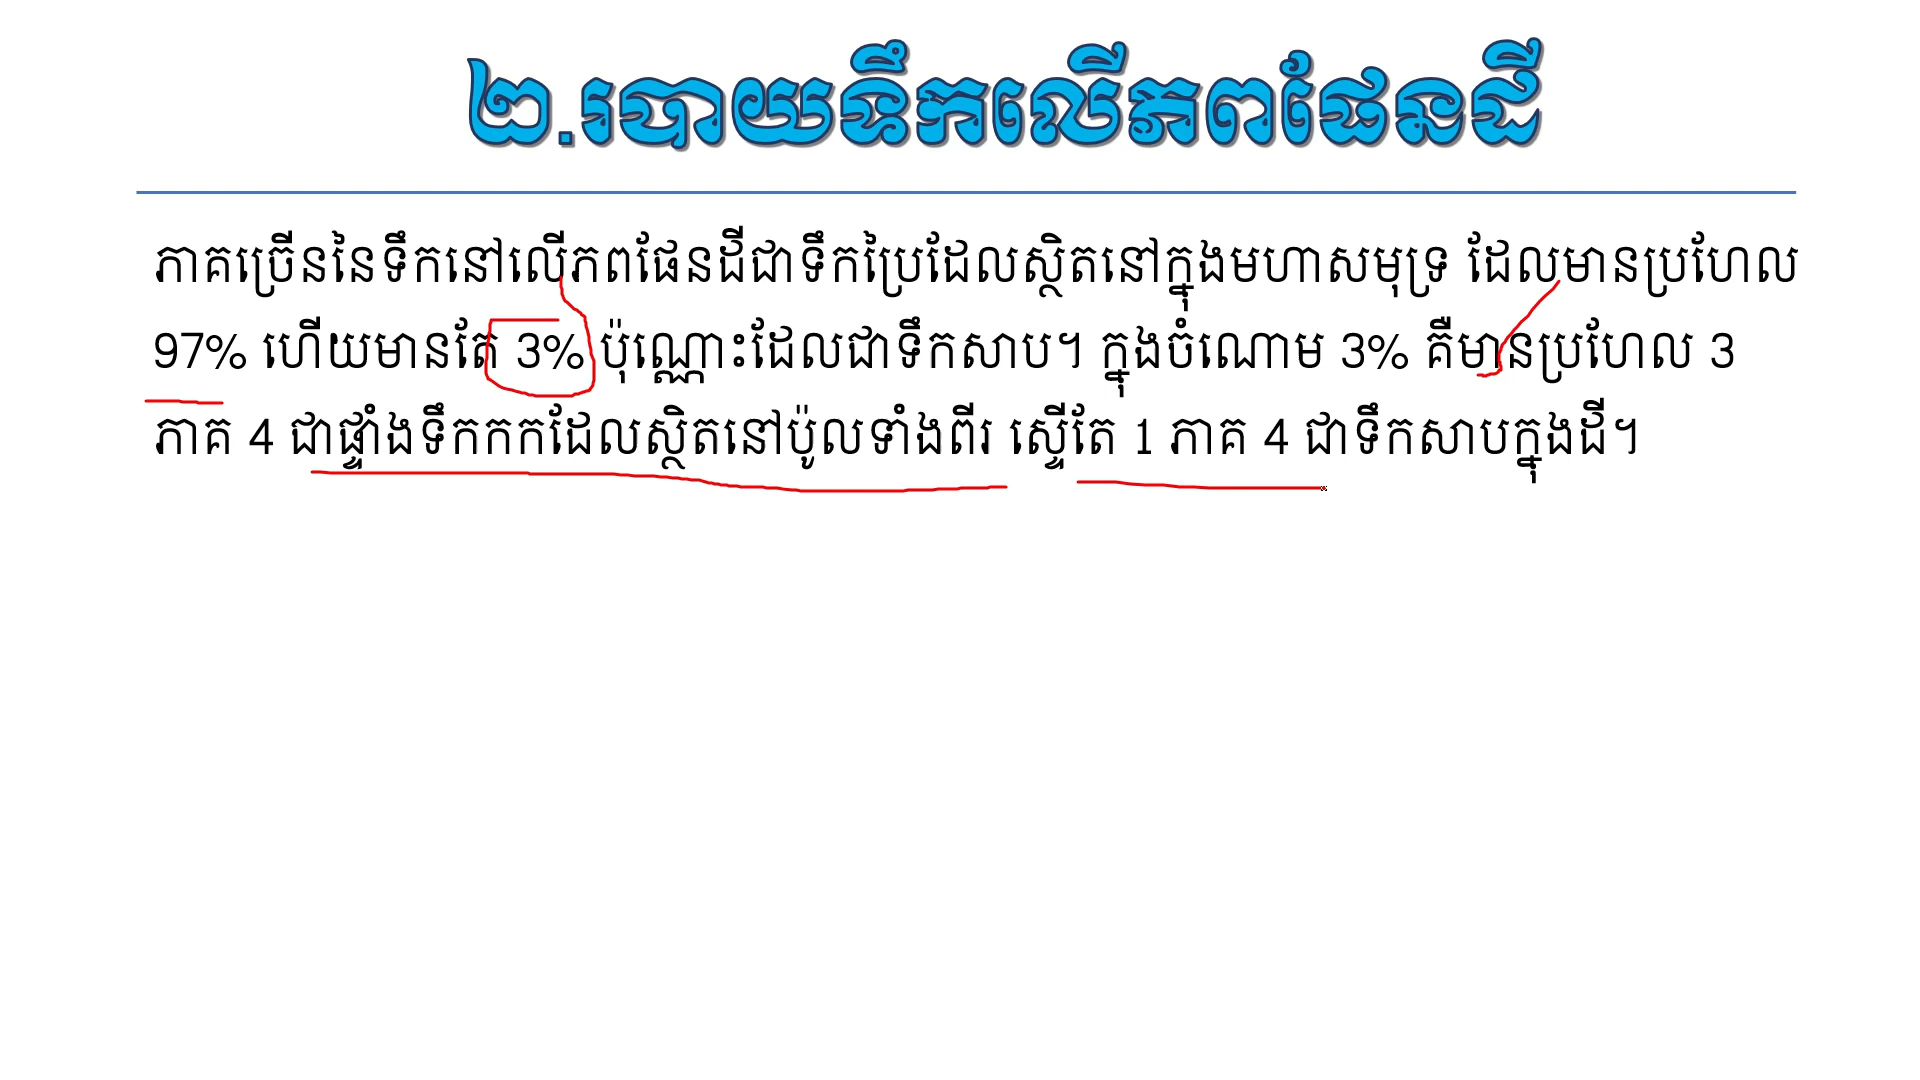 ២.របាយទឹកលើភពផែនដី
ភាគច្រើននៃទឹកនៅលើភពផែនដីជាទឹកប្រៃដែលស្ថិតនៅក្នុងមហាសមុទ្រ ដែលមានប្រហែល
97% ហើយមានតែ 3% ប៉ុណ្ណោះដែលជាទឹកសាប។ ក្នុងចំណោម 3% គឺមានប្រហែល 3
ភាគ 4 ជាផ្ទាំងទឹកកកដែលស្ថិតនៅប៉ូលទាំងពីរ ស្ទើតែ 1 ភាគ 4 ជាទឹកសាបក្នុងដី។